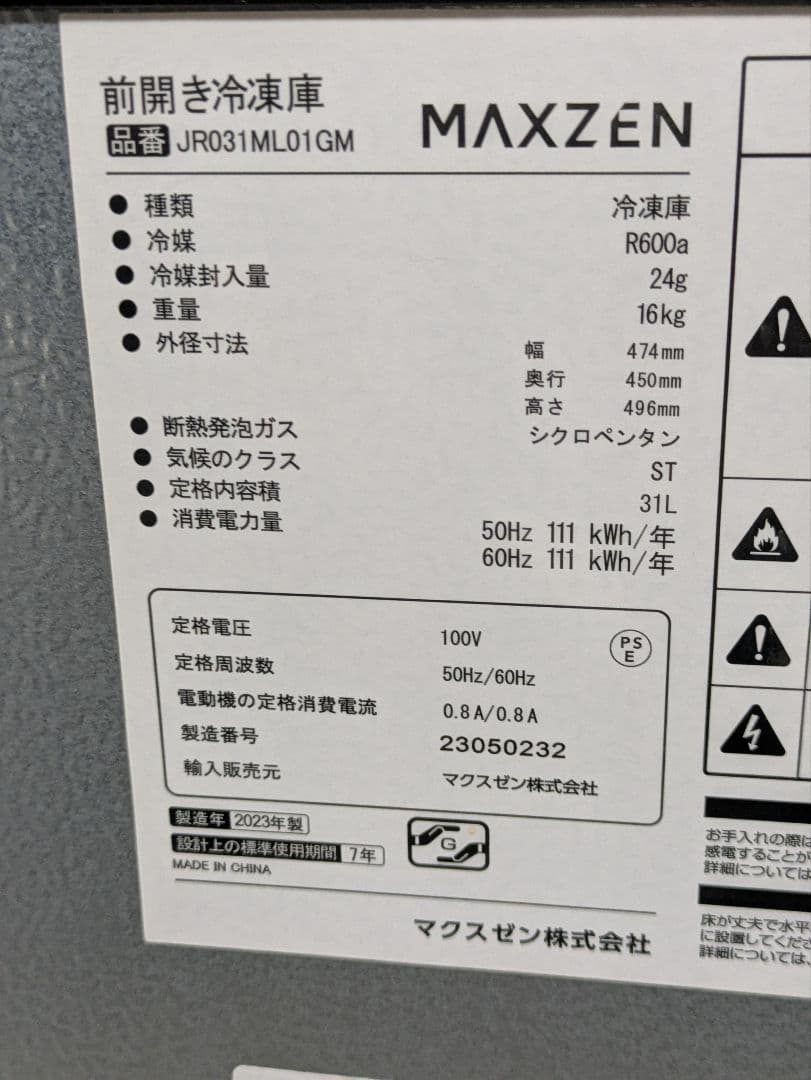 前開き冷凍庫
品番 JR031ML01GM
MAXZEN
● 種類 冷凍庫
● 冷媒 R600a
● 冷媒封入量 24g
● 重量 16kg
● 外径寸法 幅 474mm
奥行 450mm
高さ 496mm
● 断熱発泡ガス シクロペンタン
● 気候のクラス ST
● 定格内容積 31L
● 消費電力量 50Hz 111 kWh/年
60Hz 111 kWh/年
定格電圧 100V
PS
E
定格周波数 50Hz/60Hz
電動機の定格消費電流 0.8A/0.8A
製造番号 23050232
輸入販売元 マクスゼン株式会社
製造年 2023年製
設計上の標準使用期間 7年
G
MADE IN CHINA
マクスゼン株式会社
お手入れの際は
感電することが
詳細については
床が丈夫で水平
に設置してくださ
詳細については、